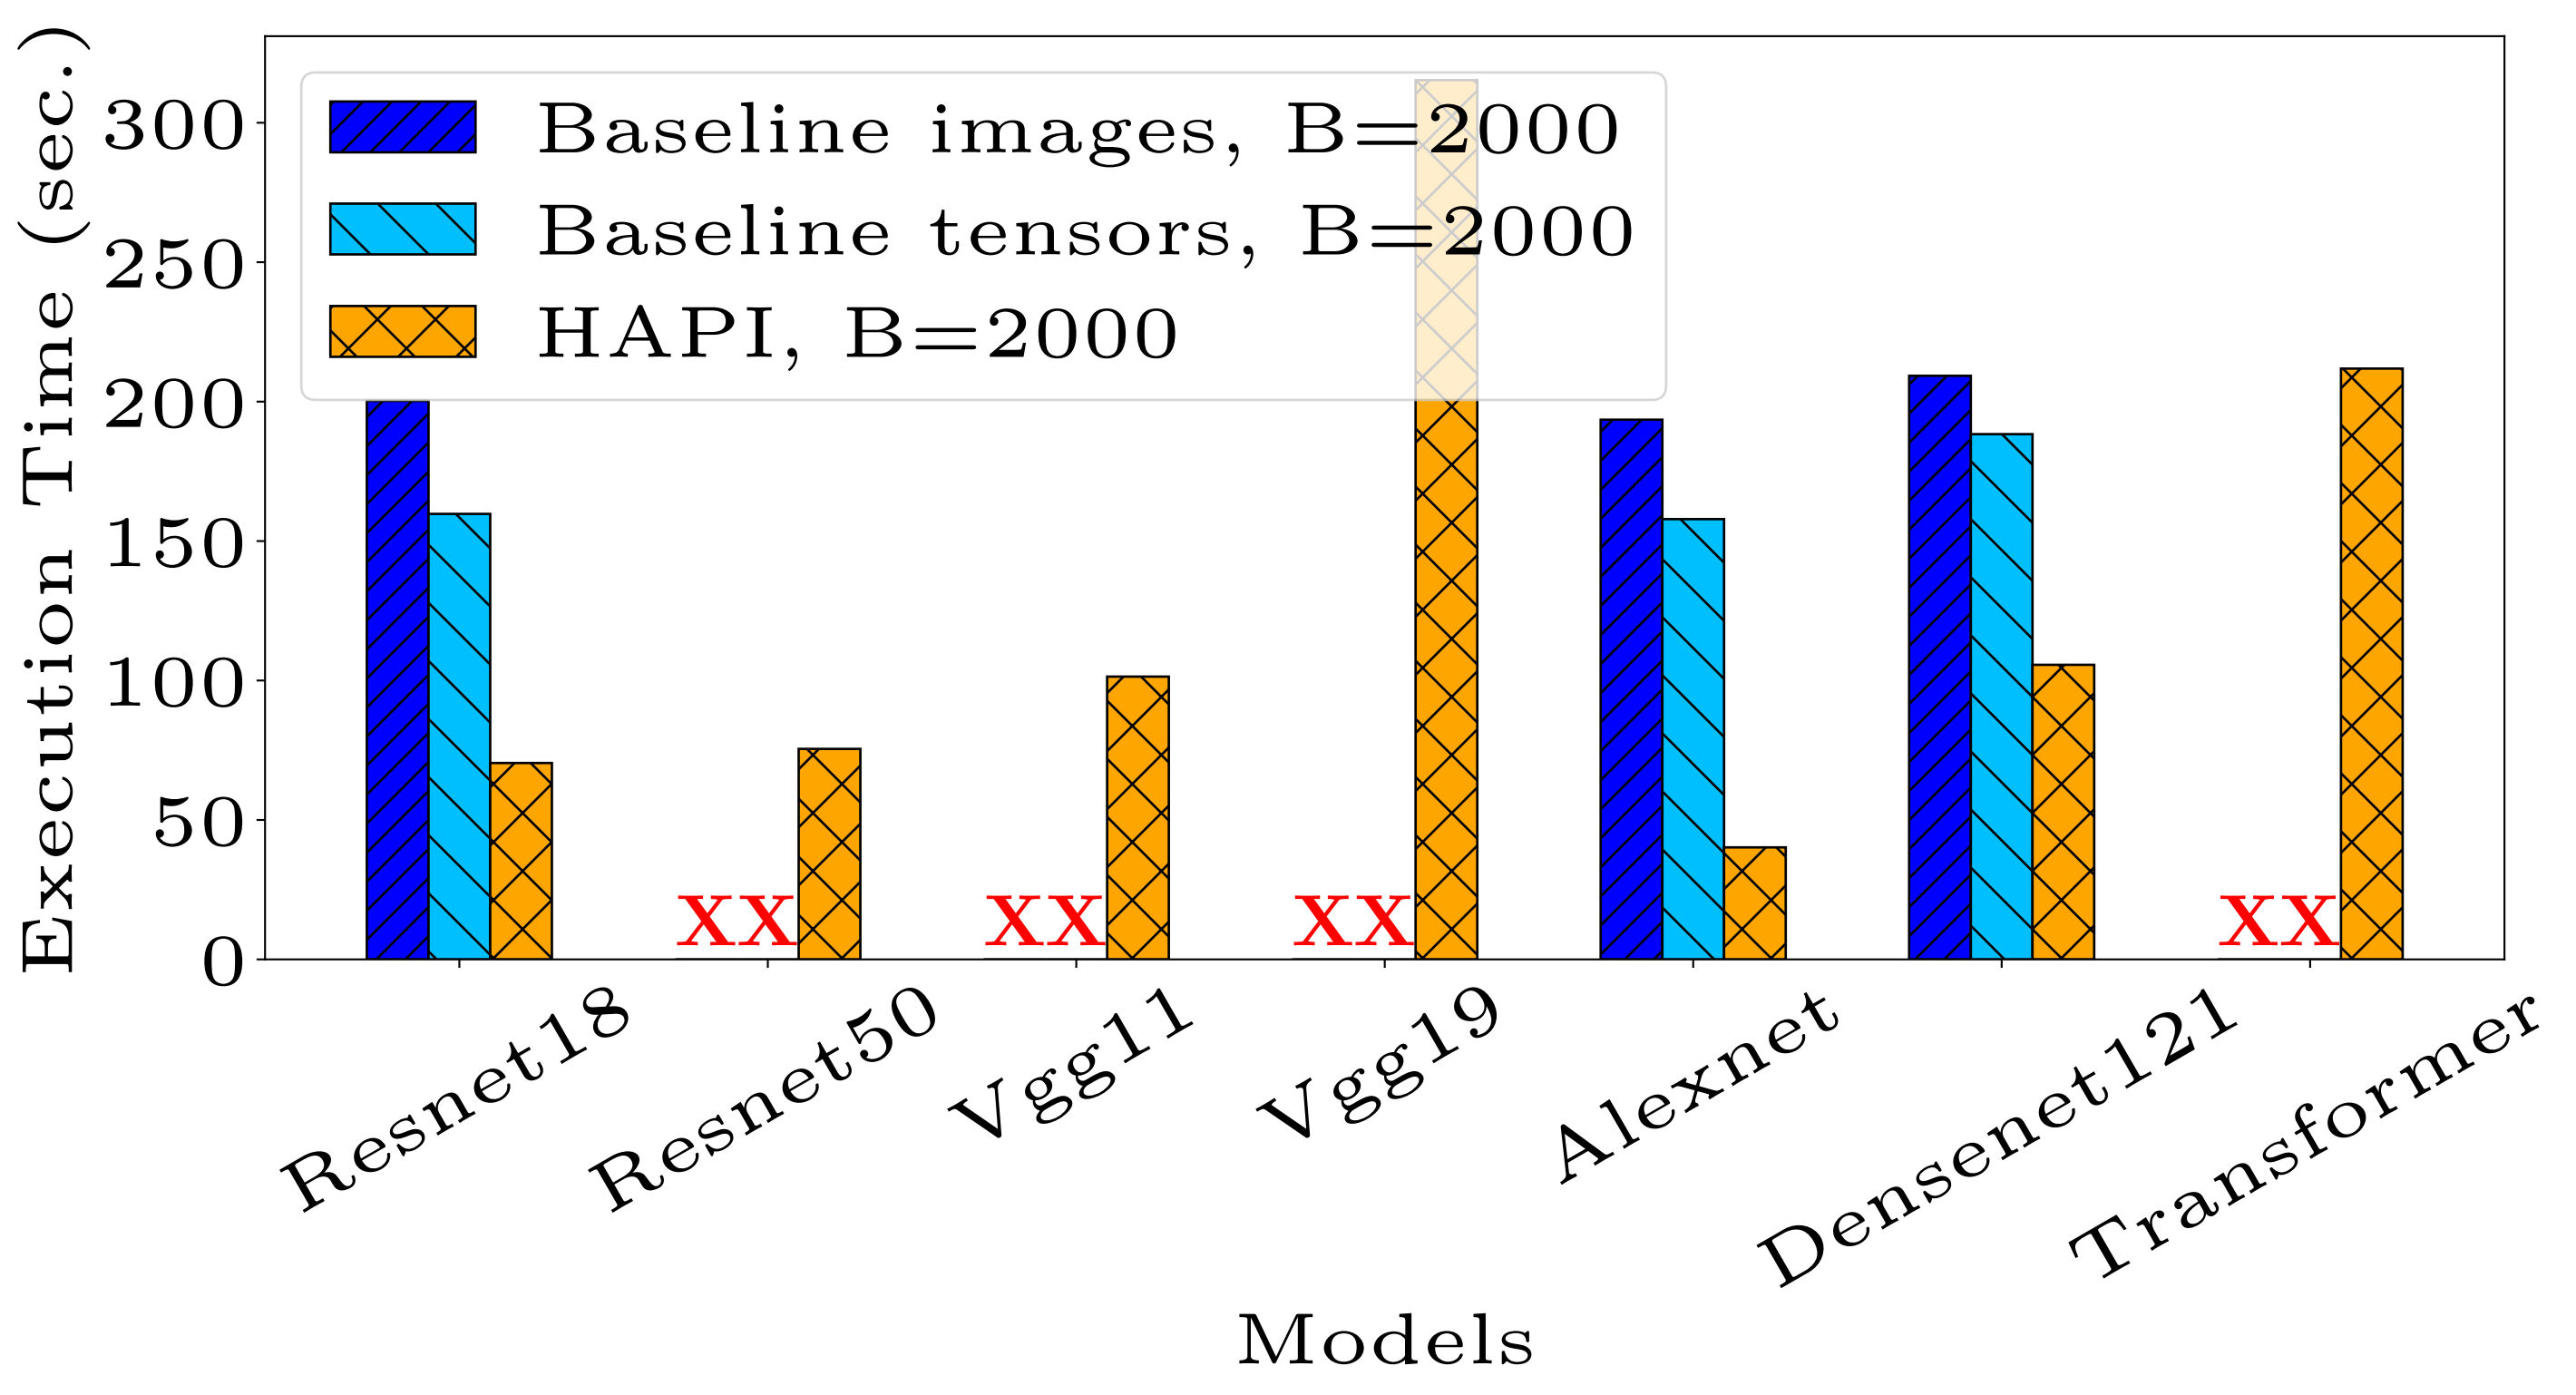 Execution Time (sec.)
300
250
200
150
100
50
0
Baseline images, B=2000
Baseline tensors, B=2000
HAPI, B=2000
XX
XX
XX
XX
Resnet18
Resnet50
Vgg11
Vgg19
Alexnet
Densenet121
Transformer
Models